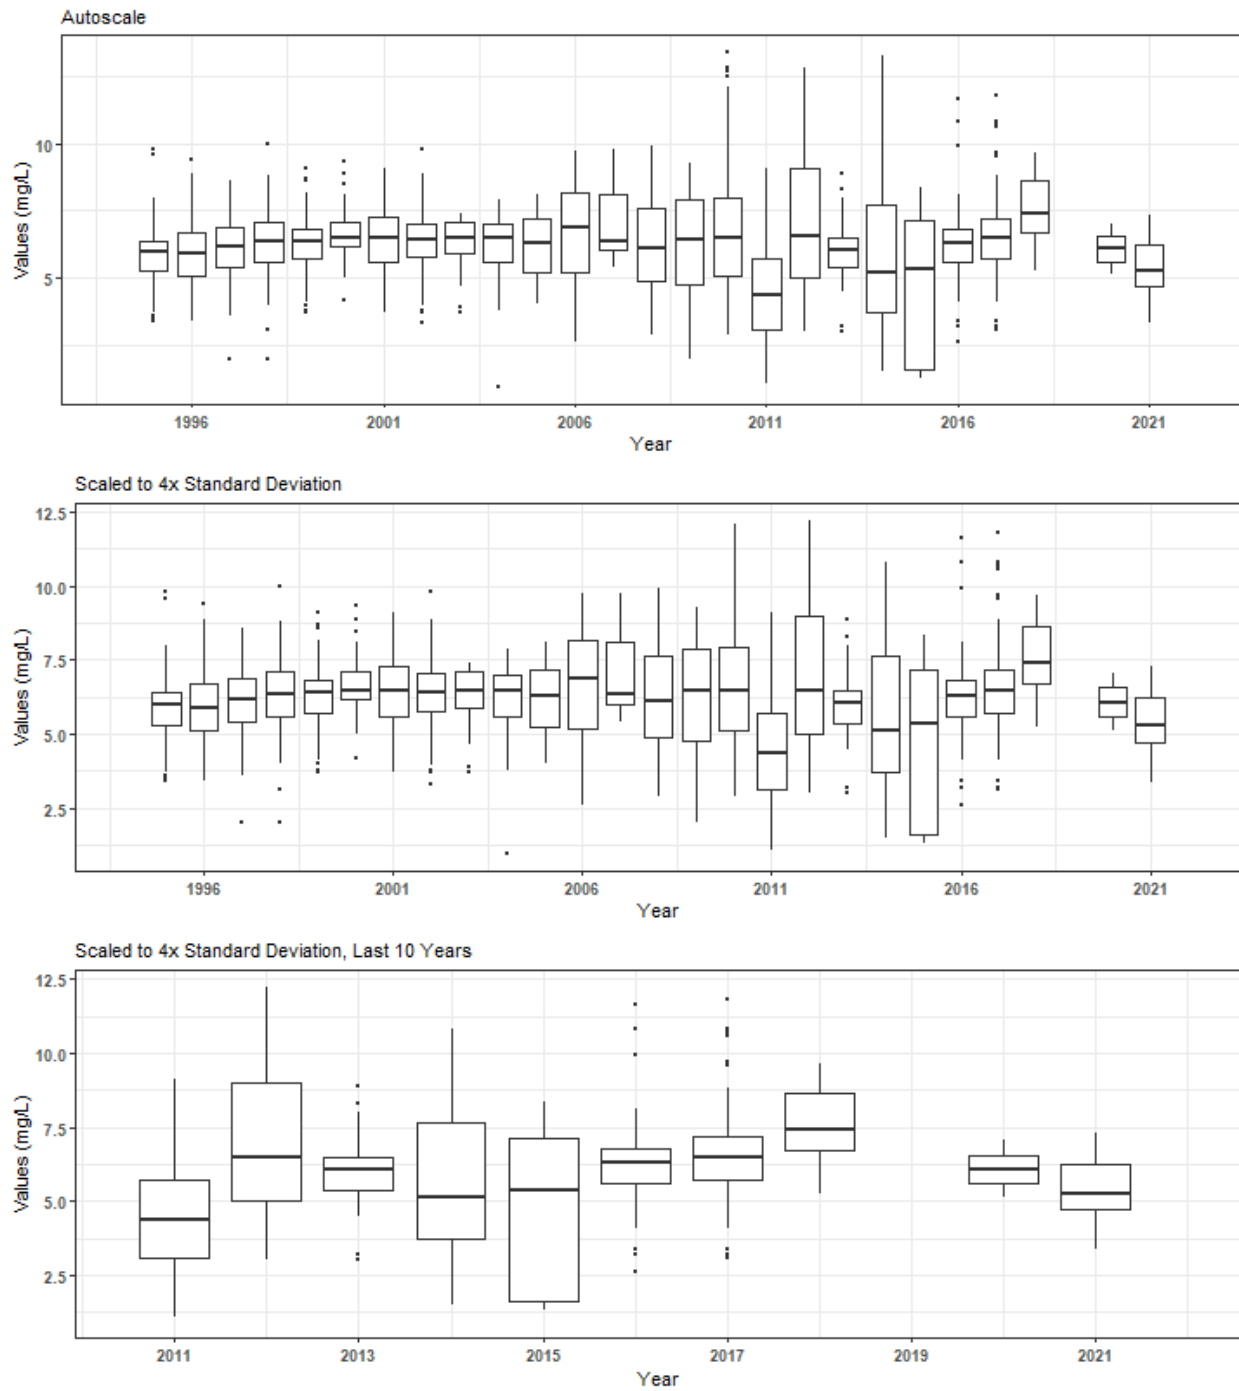 Autoscale
10
5
Values (mg/L)
1996 2001 2006 2011 2016 2021
Year
Scaled to 4x Standard Deviation
12.5
10.0
7.5
5.0
2.5
Values (mg/L)
1996 2001 2006 2011 2016 2021
Year
Scaled to 4x Standard Deviation, Last 10 Years
12.5
10.0
7.5
5.0
2.5
Values (mg/L)
2011 2013 2015 2017 2019 2021
Year